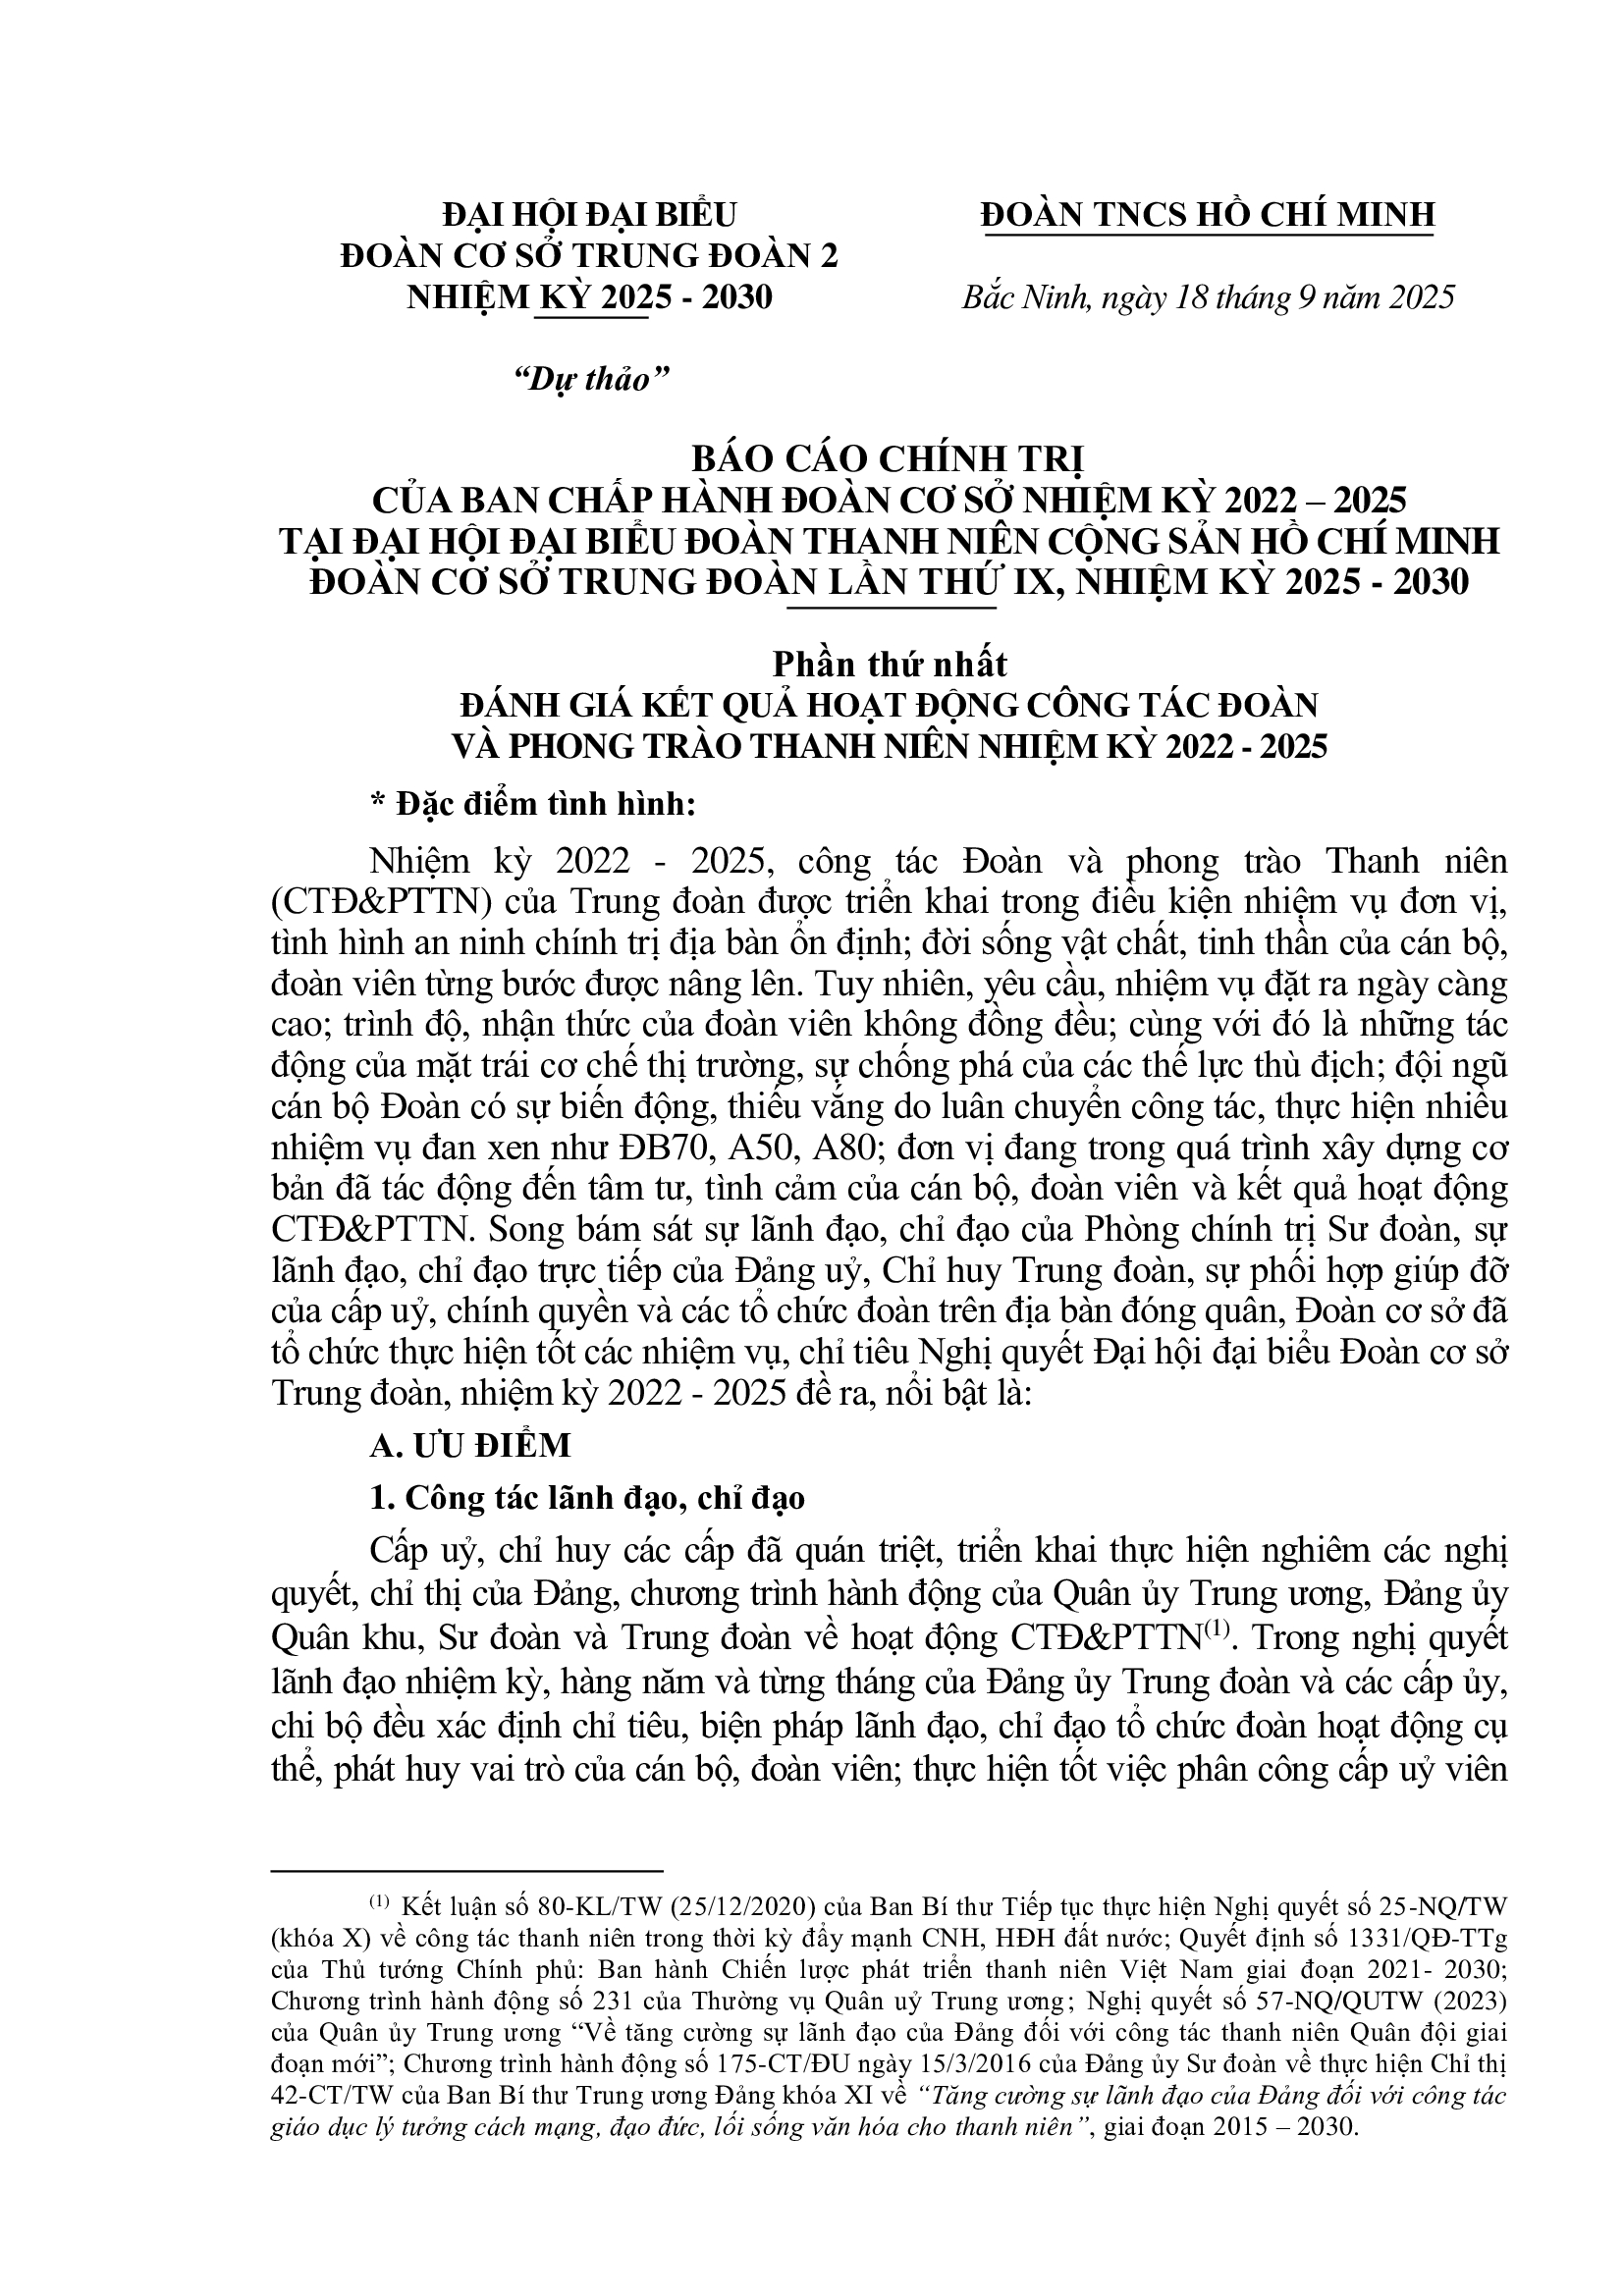 ĐẠI HỘI ĐẠI BIỂU
ĐOÀN CƠ SỞ TRUNG ĐOÀN 2
NHIỆM KỲ 2025 - 2030
ĐOÀN TNCS HỒ CHÍ MINH
Bắc Ninh, ngày 18 tháng 9 năm 2025
“Dự thảo”
BÁO CÁO CHÍNH TRỊ
CỦA BAN CHẤP HÀNH ĐOÀN CƠ SỞ NHIỆM KỲ 2022 – 2025
TẠI ĐẠI HỘI ĐẠI BIỂU ĐOÀN THANH NIÊN CỘNG SẢN HỒ CHÍ MINH
ĐOÀN CƠ SỞ TRUNG ĐOÀN LẦN THỨ IX, NHIỆM KỲ 2025 - 2030
Phần thứ nhất
ĐÁNH GIÁ KẾT QUẢ HOẠT ĐỘNG CÔNG TÁC ĐOÀN
VÀ PHONG TRÀO THANH NIÊN NHIỆM KỲ 2022 - 2025
* Đặc điểm tình hình:
Nhiệm kỳ 2022 - 2025, công tác Đoàn và phong trào Thanh niên
(CTĐ&PTTN) của Trung đoàn được triển khai trong điều kiện nhiệm vụ đơn vị,
tình hình an ninh chính trị địa bàn ổn định; đời sống vật chất, tinh thần của cán bộ,
đoàn viên từng bước được nâng lên. Tuy nhiên, yêu cầu, nhiệm vụ đặt ra ngày càng
cao; trình độ, nhận thức của đoàn viên không đồng đều; cùng với đó là những tác
động của mặt trái cơ chế thị trường, sự chống phá của các thế lực thù địch; đội ngũ
cán bộ Đoàn có sự biến động, thiếu vắng do luân chuyển công tác, thực hiện nhiều
nhiệm vụ đan xen như ĐB70, A50, A80; đơn vị đang trong quá trình xây dựng cơ
bản đã tác động đến tâm tư, tình cảm của cán bộ, đoàn viên và kết quả hoạt động
CTĐ&PTTN. Song bám sát sự lãnh đạo, chỉ đạo của Phòng chính trị Sư đoàn, sự
lãnh đạo, chỉ đạo trực tiếp của Đảng uỷ, Chỉ huy Trung đoàn, sự phối hợp giúp đỡ
của cấp uỷ, chính quyền và các tổ chức đoàn trên địa bàn đóng quân, Đoàn cơ sở đã
tổ chức thực hiện tốt các nhiệm vụ, chỉ tiêu Nghị quyết Đại hội đại biểu Đoàn cơ sở
Trung đoàn, nhiệm kỳ 2022 - 2025 đề ra, nổi bật là:
A. ƯU ĐIỂM
1. Công tác lãnh đạo, chỉ đạo
Cấp uỷ, chỉ huy các cấp đã quán triệt, triển khai thực hiện nghiêm các nghị
quyết, chỉ thị của Đảng, chương trình hành động của Quân ủy Trung ương, Đảng ủy
Quân khu, Sư đoàn và Trung đoàn về hoạt động CTĐ&PTTN(1). Trong nghị quyết
lãnh đạo nhiệm kỳ, hàng năm và từng tháng của Đảng ủy Trung đoàn và các cấp ủy,
chi bộ đều xác định chỉ tiêu, biện pháp lãnh đạo, chỉ đạo tổ chức đoàn hoạt động cụ
thể, phát huy vai trò của cán bộ, đoàn viên; thực hiện tốt việc phân công cấp uỷ viên
(1) Kết luận số 80-KL/TW (25/12/2020) của Ban Bí thư Tiếp tục thực hiện Nghị quyết số 25-NQ/TW
(khóa X) về công tác thanh niên trong thời kỳ đẩy mạnh CNH, HĐH đất nước; Quyết định số 1331/QĐ-TTg
của Thủ tướng Chính phủ: Ban hành Chiến lược phát triển thanh niên Việt Nam giai đoạn 2021- 2030;
Chương trình hành động số 231 của Thường vụ Quân uỷ Trung ương; Nghị quyết số 57-NQ/QUTW (2023)
của Quân ủy Trung ương “Về tăng cường sự lãnh đạo của Đảng đối với công tác thanh niên Quân đội giai
đoạn mới”; Chương trình hành động số 175-CT/ĐU ngày 15/3/2016 của Đảng ủy Sư đoàn về thực hiện Chỉ thị
42-CT/TW của Ban Bí thư Trung ương Đảng khóa XI về “Tăng cường sự lãnh đạo của Đảng đối với công tác
giáo dục lý tưởng cách mạng, đạo đức, lối sống văn hóa cho thanh niên”, giai đoạn 2015 – 2030.